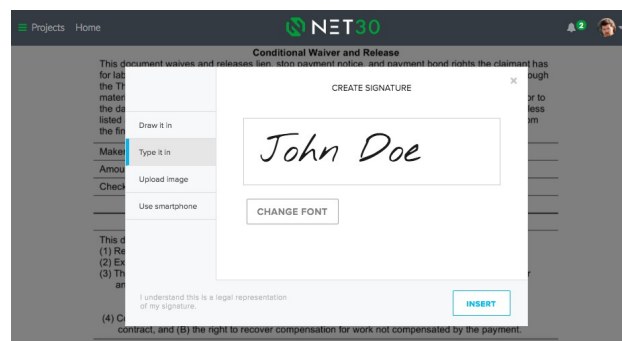 Projects Home
NET30
2
Conditional Waiver and Release
This document waives and releases lien, stop payment notice, and payment bond rights the claimant has
for lab
ough
the Th
materi
or to
the da
less
listed
om
the fin
CREATE SIGNATURE
×
Draw it in
Type it in
Upload image
Use smartphone
John Doe
CHANGE FONT
Maker
Amou
Check
This d
(1) Re
(2) Ex
(3) Th
r
an
I understand this is a legal representation
of my signature.
INSERT
(4) Co
contract, and (B) the right to recover compensation for work not compensated by the payment.